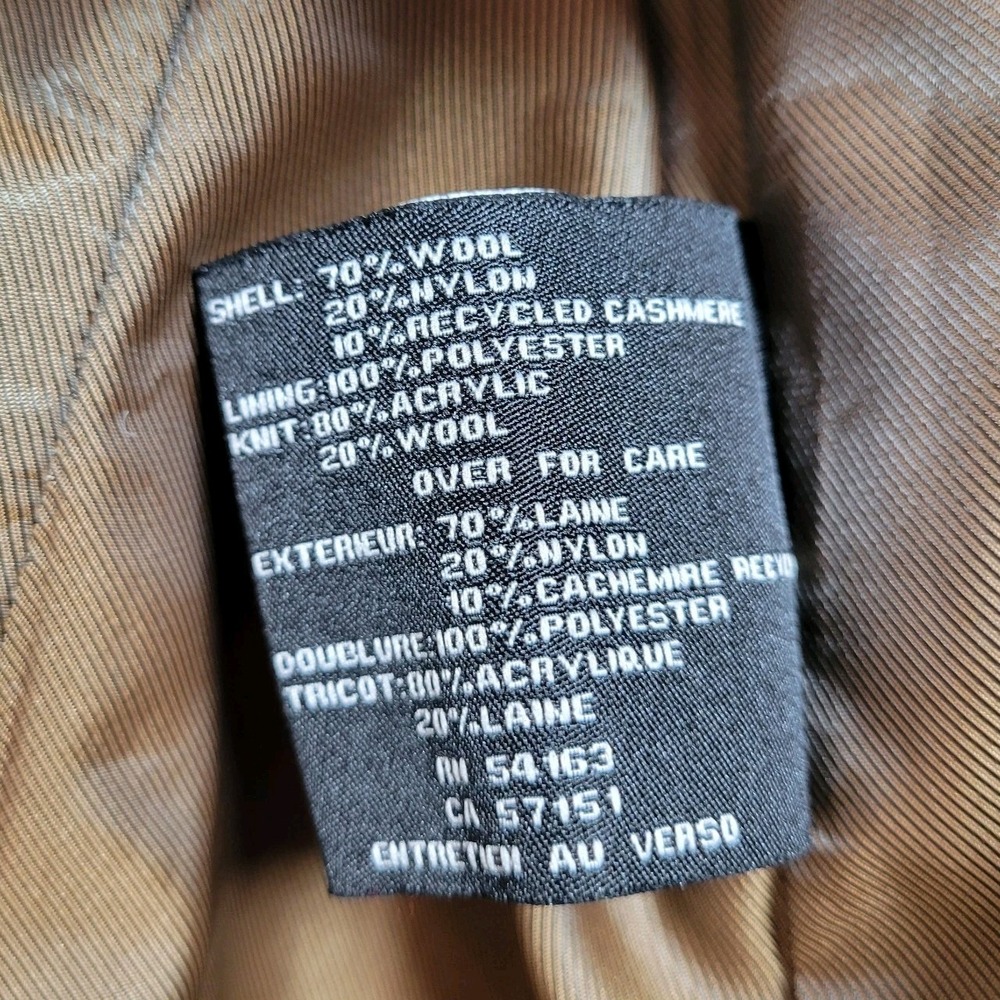 SHELL: 70% WOOL
20% NYLON
10% RECYCLED CASHMERE
LINING: 100% POLYESTER
KNIT: 80% ACRYLIC
20% WOOL
OVER FOR CARE
EXTERIEUR: 70% LAINE
20% NYLON
10% CACHEMIRE
DOUBLURE: 100% POLYESTER
TRICOT: 80% ACRYLIQUE
20% LAINE
RN 54163
CA 57151
ENTRETIEN AU VERSO